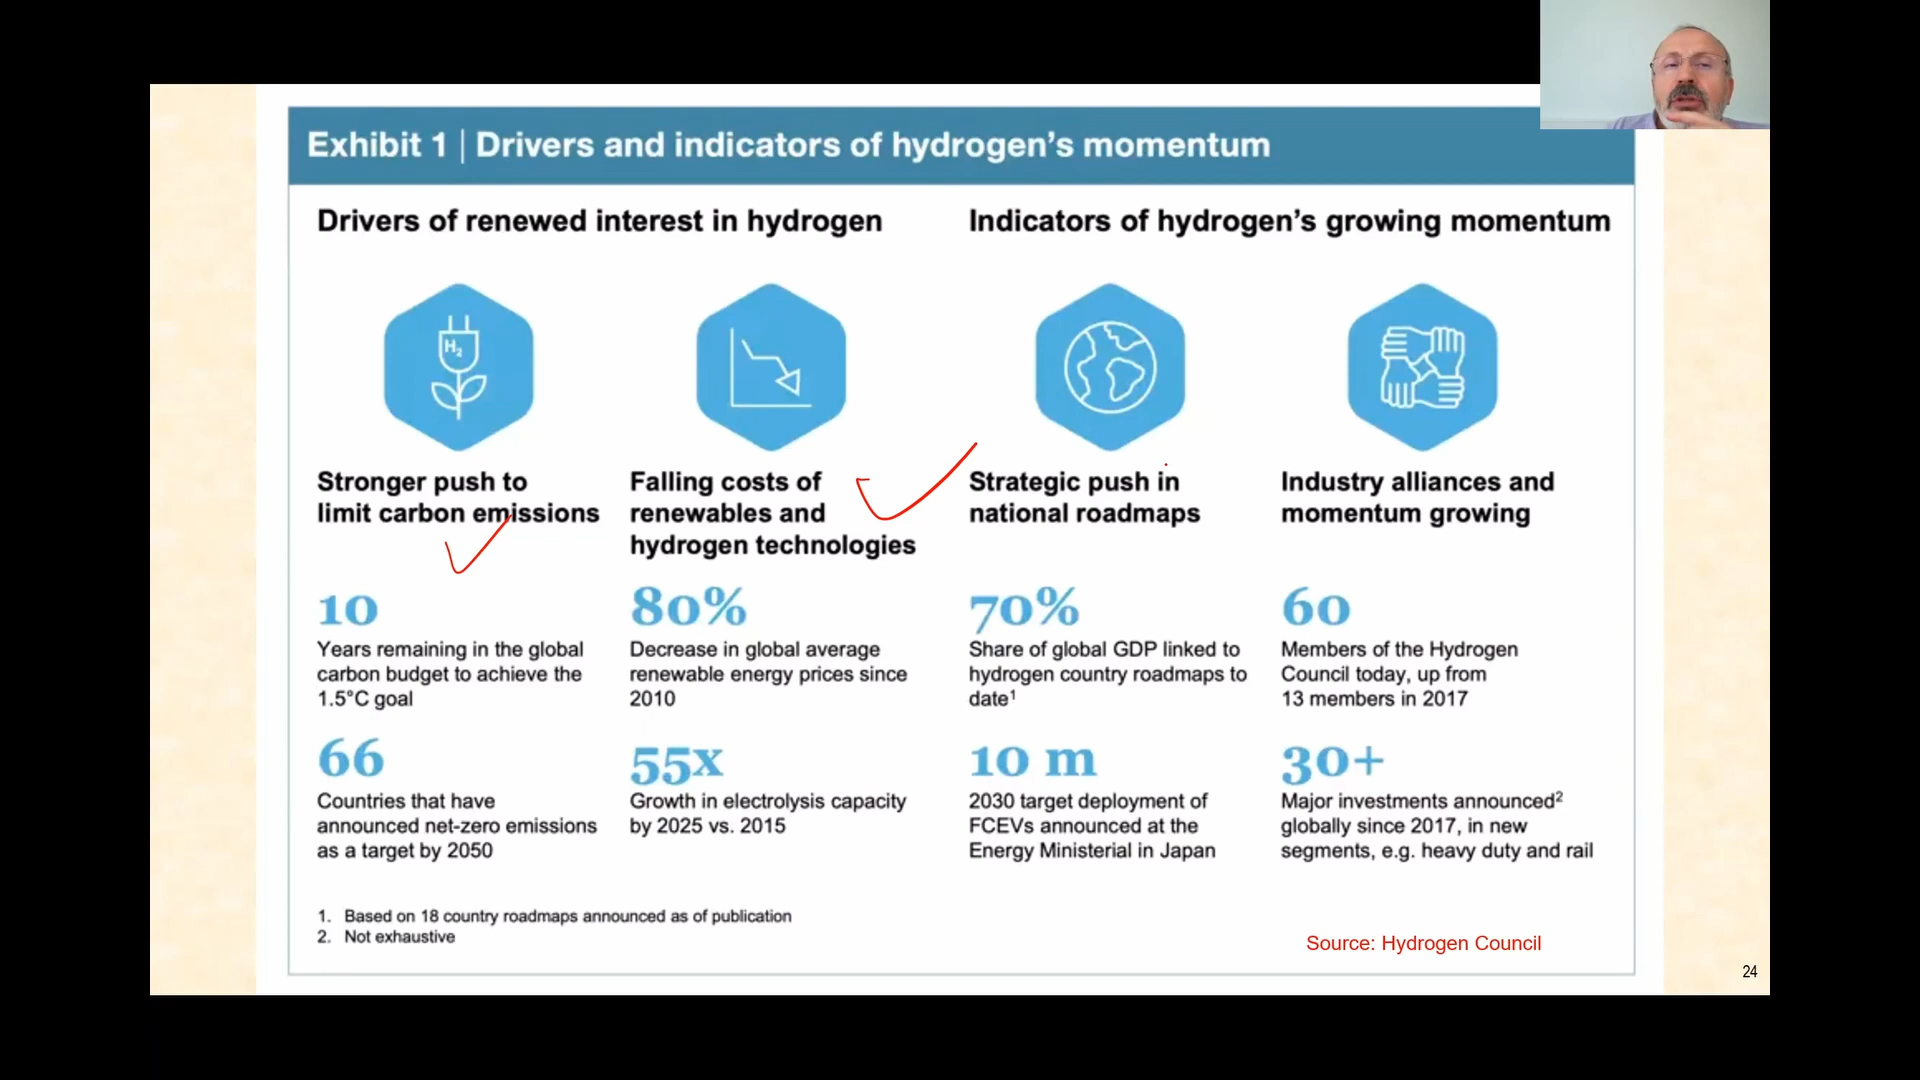 Exhibit 1 | Drivers and indicators of hydrogen's momentum
Drivers of renewed interest in hydrogen
Indicators of hydrogen's growing momentum
H₂
Stronger push to
limit carbon emissions
10
Years remaining in the global
carbon budget to achieve the
1.5°C goal
66
Countries that have
announced net-zero emissions
as a target by 2050
Falling costs of
renewables and
hydrogen technologies
80%
Decrease in global average
renewable energy prices since
2010
55x
Growth in electrolysis capacity
by 2025 vs. 2015
Strategic push in
national roadmaps
70%
Share of global GDP linked to
hydrogen country roadmaps to
date¹
10 m
2030 target deployment of
FCEVs announced at the
Energy Ministerial in Japan
Industry alliances and
momentum growing
60
Members of the Hydrogen
Council today, up from
13 members in 2017
30+
Major investments announced²
globally since 2017, in new
segments, e.g. heavy duty and rail
1. Based on 18 country roadmaps announced as of publication
2. Not exhaustive
Source: Hydrogen Council
24